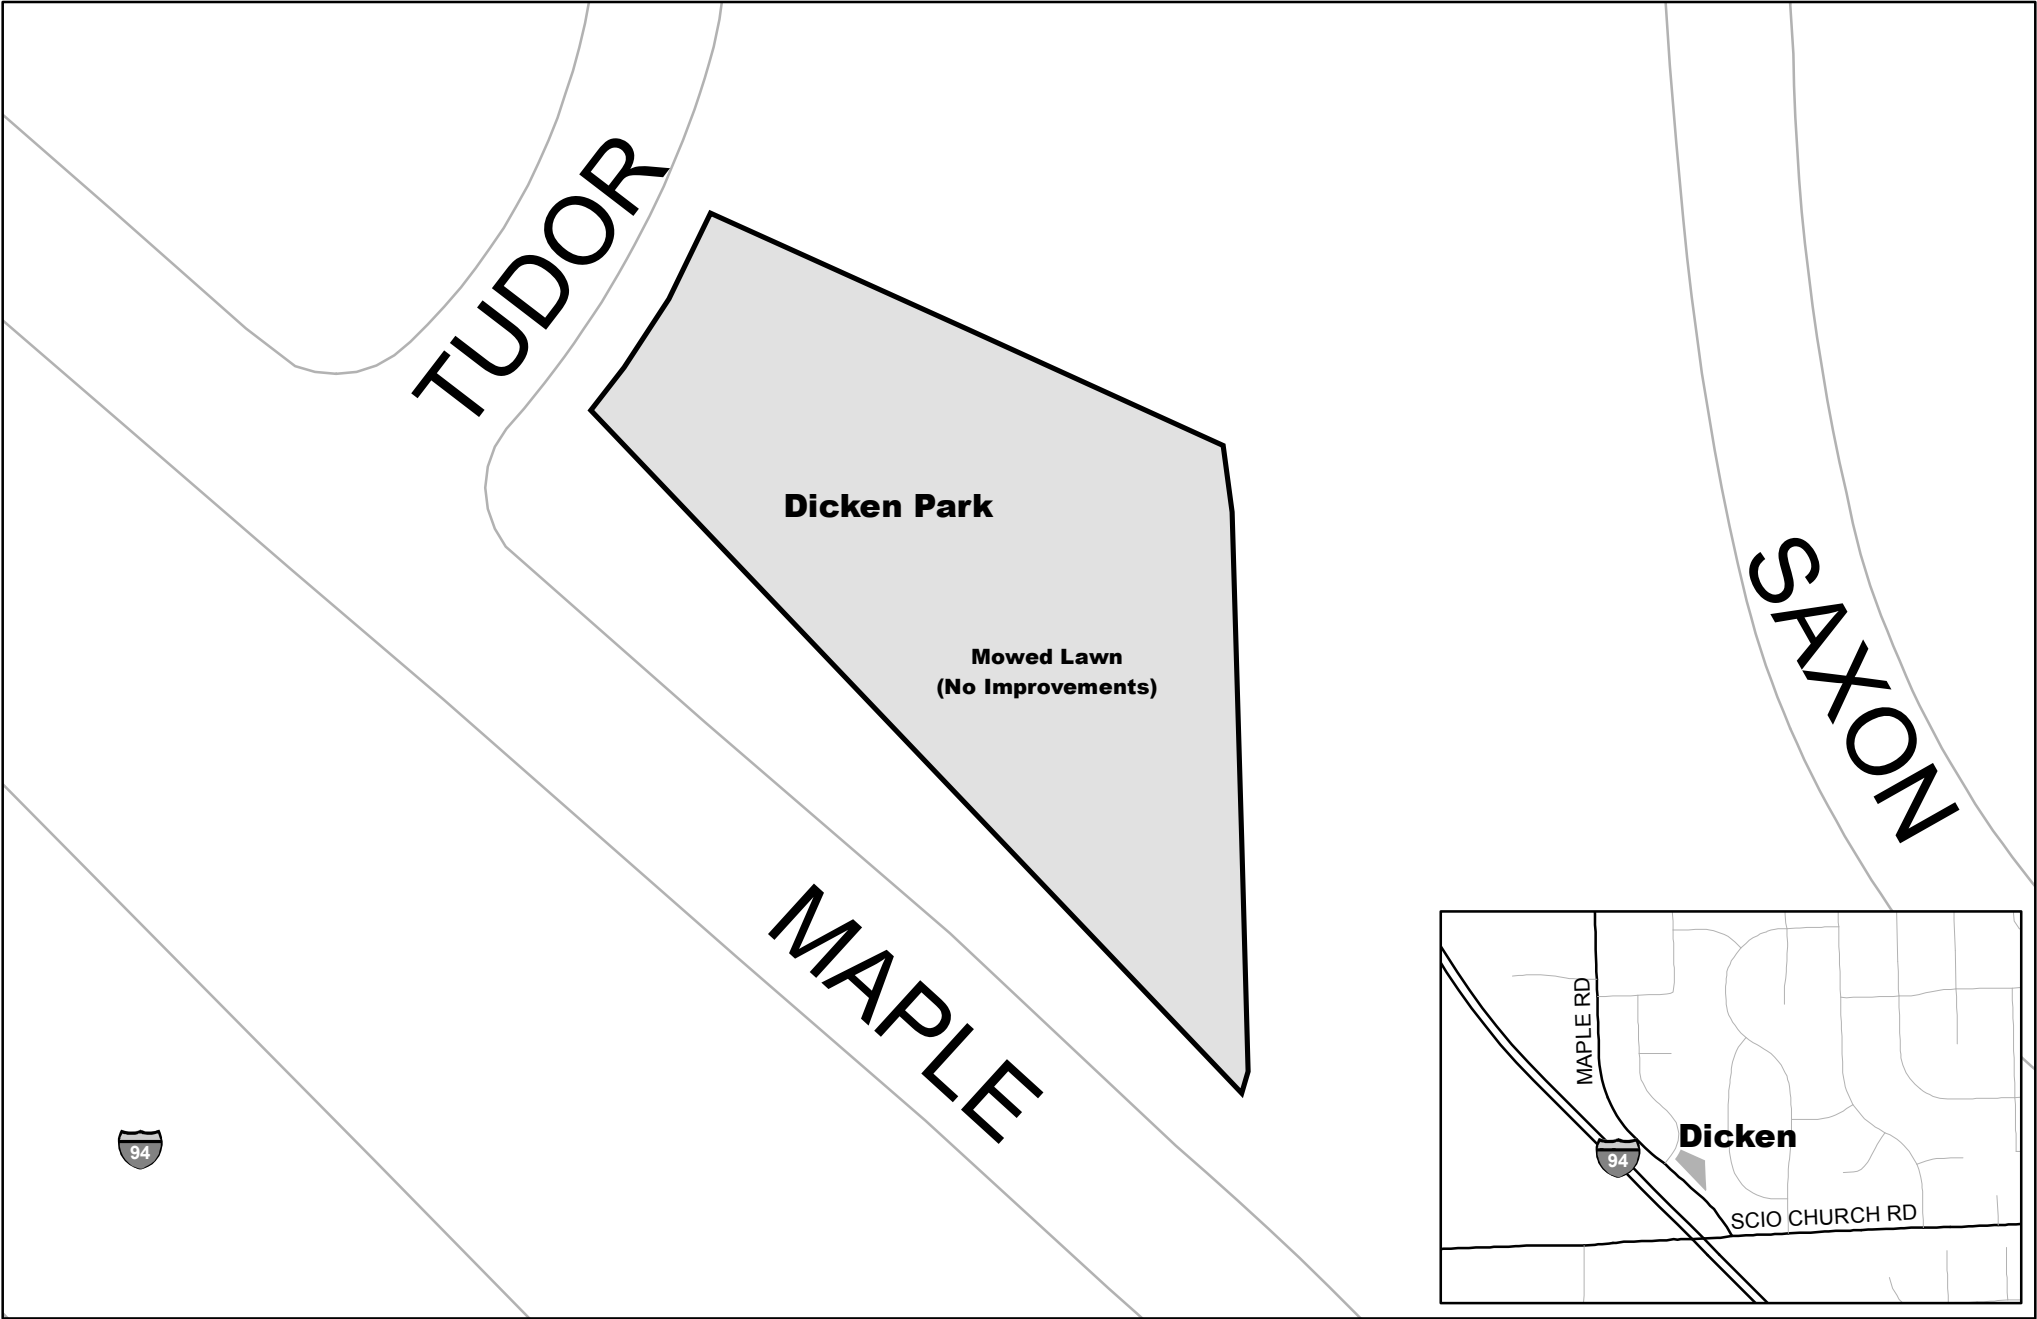 TUDOR
Dicken Park
Mowed Lawn
(No Improvements)
SAXON
MAPLE
94
MAPLE RD
Dicken
94
SCIO CHURCH RD